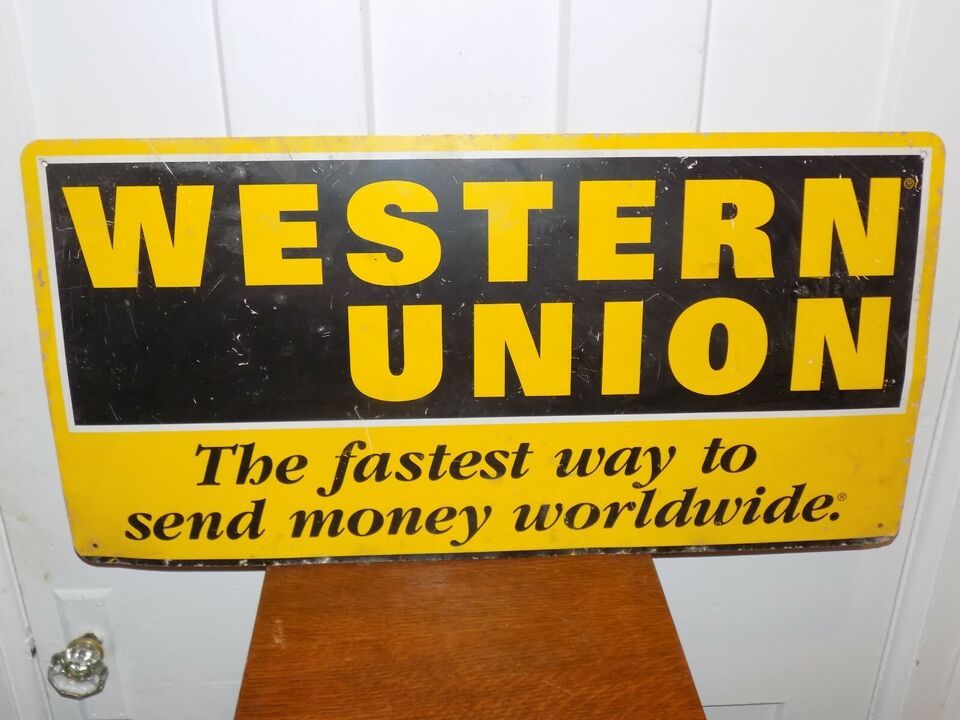 WESTERN®
UNION
The fastest way to
send money worldwide.®